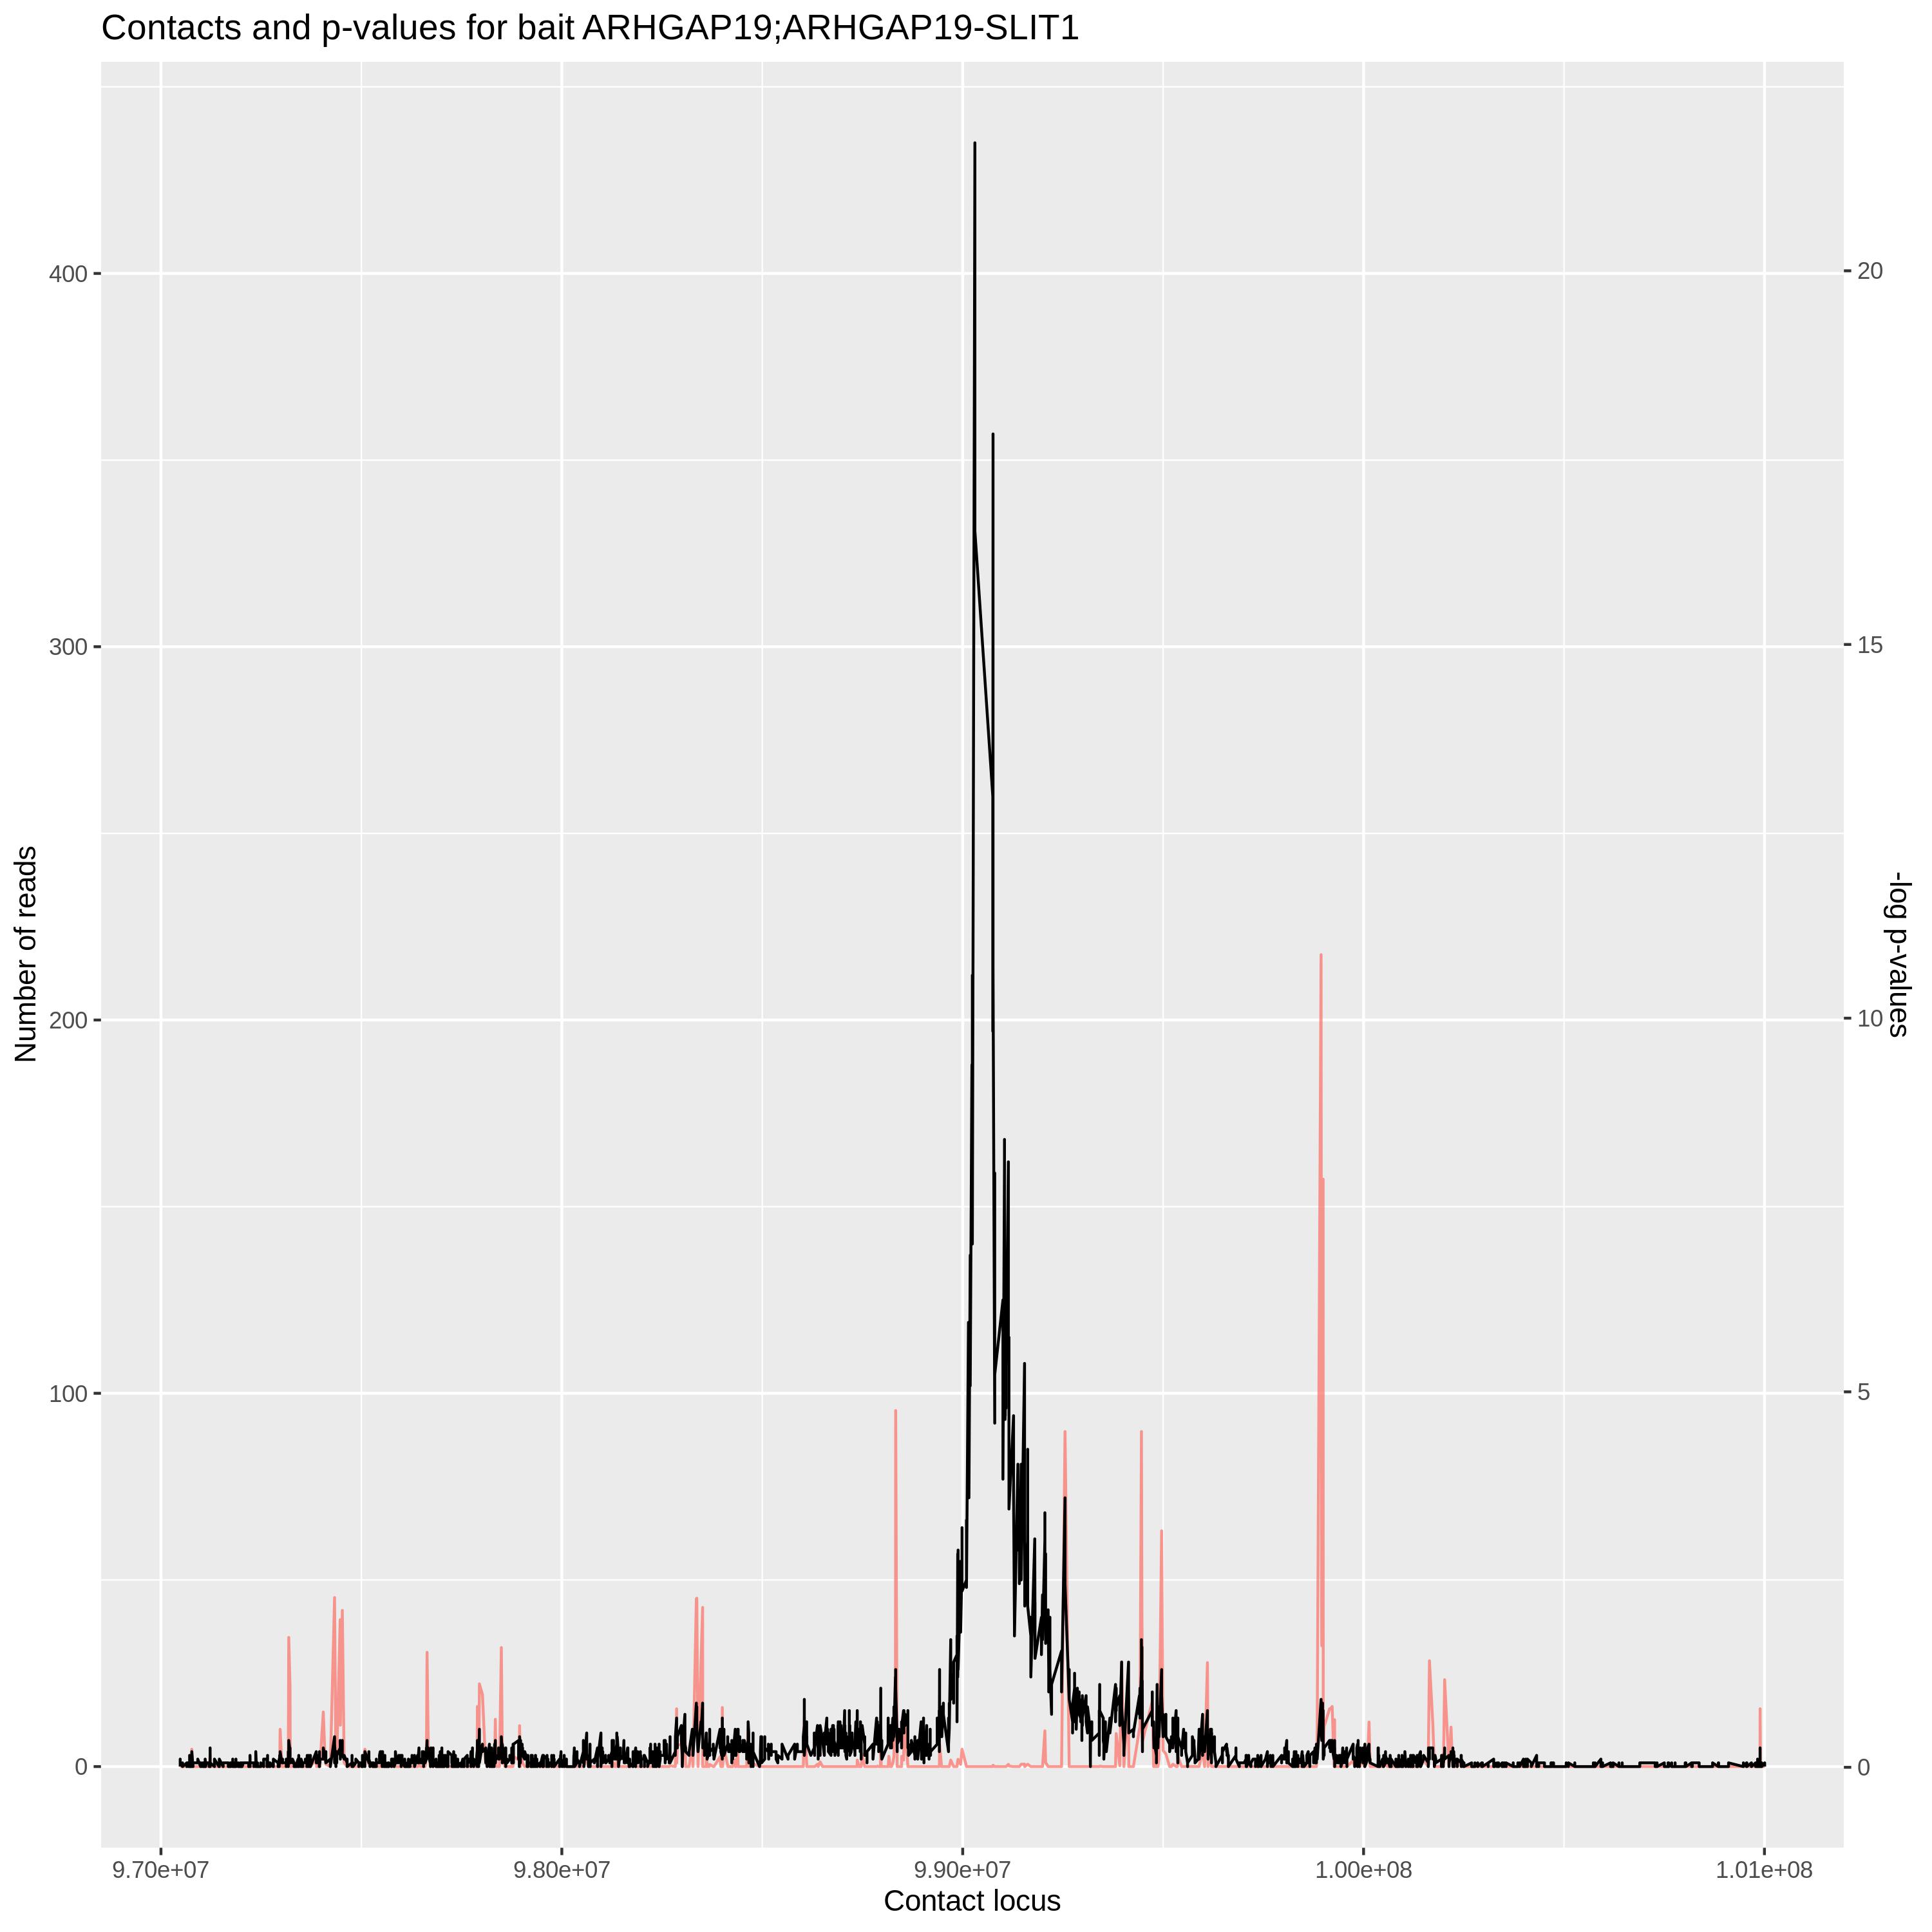 Contacts and p-values for bait ARHGAP19;ARHGAP19-SLIT1
400
300
200
100
0
Number of reads
20
15
10
5
0
-log p-values
9.70e+07 9.80e+07 9.90e+07 1.00e+08 1.01e+08
Contact locus